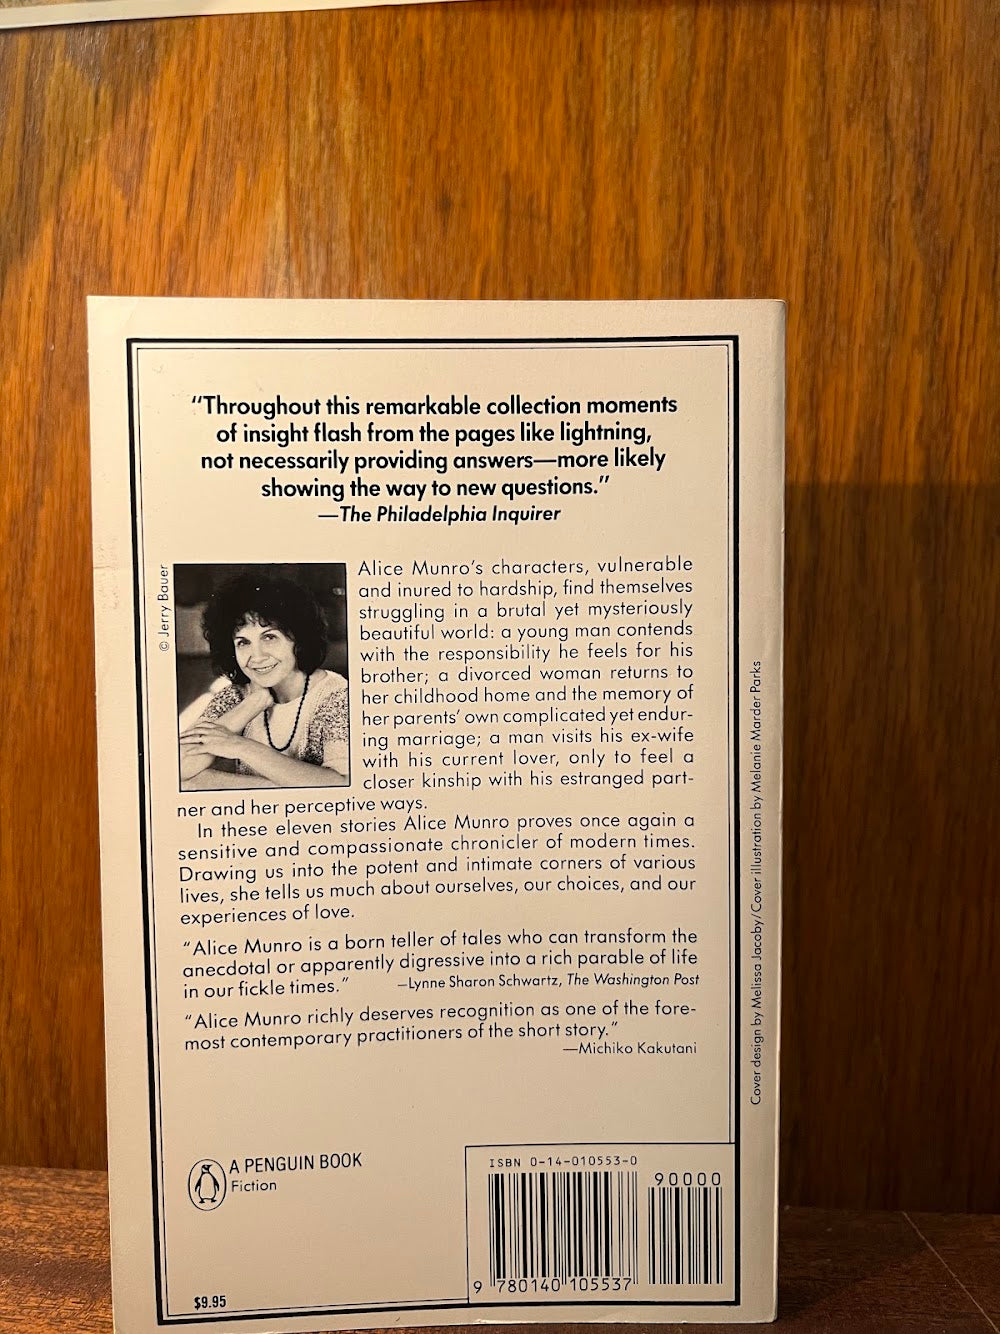 “Throughout this remarkable collection moments
of insight flash from the pages like lightning,
not necessarily providing answers—more likely
showing the way to new questions.”
—The Philadelphia Inquirer
© Jerry Bauer
Alice Munro’s characters, vulnerable
and inured to hardship, find themselves
struggling in a brutal yet mysteriously
beautiful world: a young man contends
with the responsibility he feels for his
brother; a divorced woman returns to
her childhood home and the memory of
her parents’ own complicated yet endur-
ing marriage; a man visits his ex-wife
with his current lover, only to feel a
closer kinship with his estranged part-
ner and her perceptive ways.
In these eleven stories Alice Munro proves once again a
sensitive and compassionate chronicler of modern times.
Drawing us into the potent and intimate corners of various
lives, she tells us much about ourselves, our choices, and our
experiences of love.
“Alice Munro is a born teller of tales who can transform the
anecdotal or apparently digressive into a rich parable of life
in our fickle times.” —Lynne Sharon Schwartz, The Washington Post
“Alice Munro richly deserves recognition as one of the fore-
most contemporary practitioners of the short story.”
—Michiko Kakutani
Cover design by Melissa Jacoby/Cover illustration by Melanie Marder Parks
A PENGUIN BOOK
Fiction
ISBN 0-14-010553-0
90000
9 780140 105537
$9.95